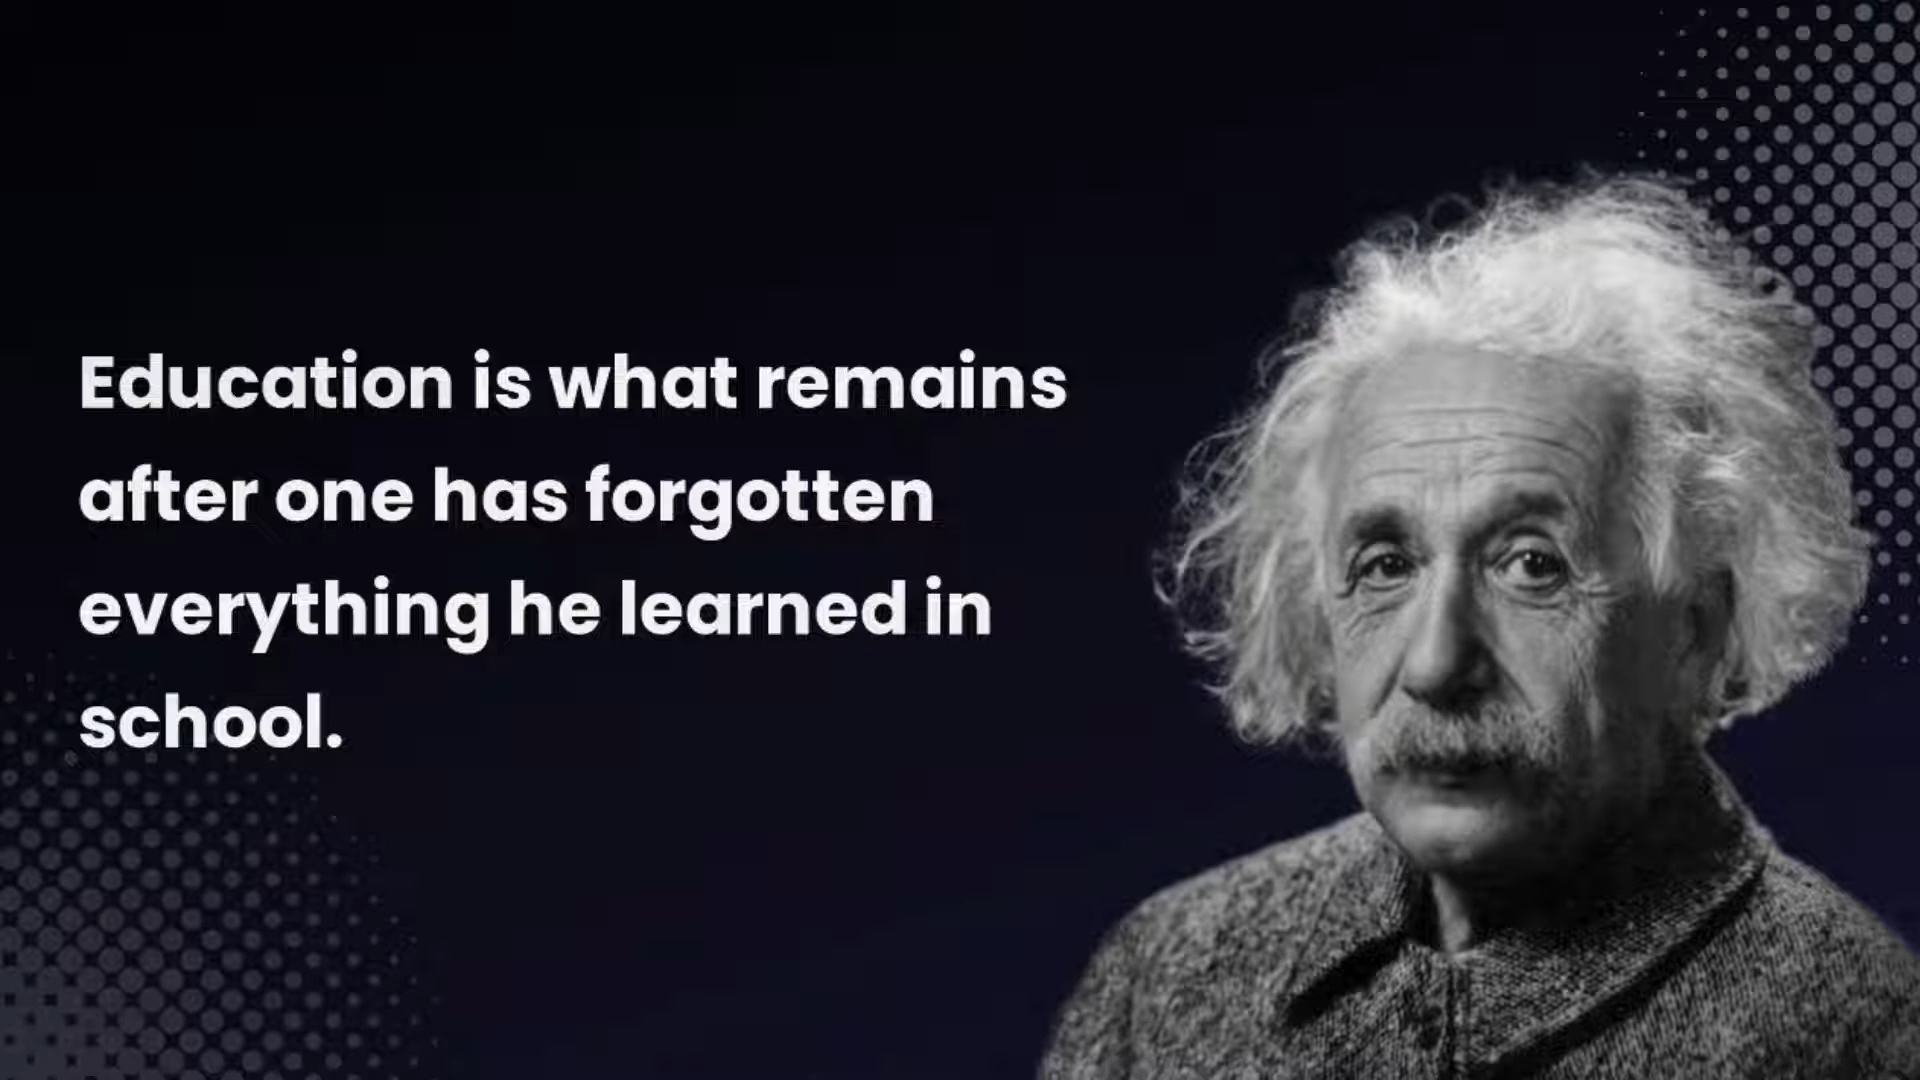 Education is what remains
after one has forgotten
everything he learned in
school.